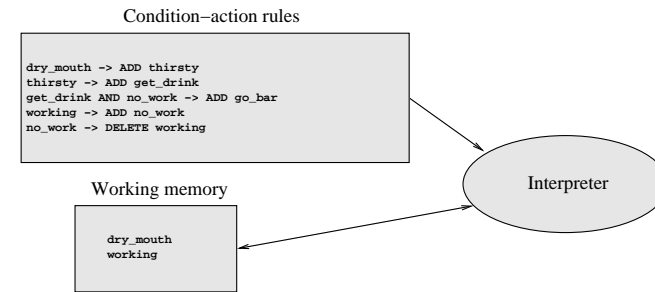 Condition−action rules
dry_mouth −> ADD thirsty
thirsty −> ADD get_drink
get_drink AND no_work −> ADD go_bar
working −> ADD no_work
no_work −> DELETE working
Interpreter
Working memory
dry_mouth
working